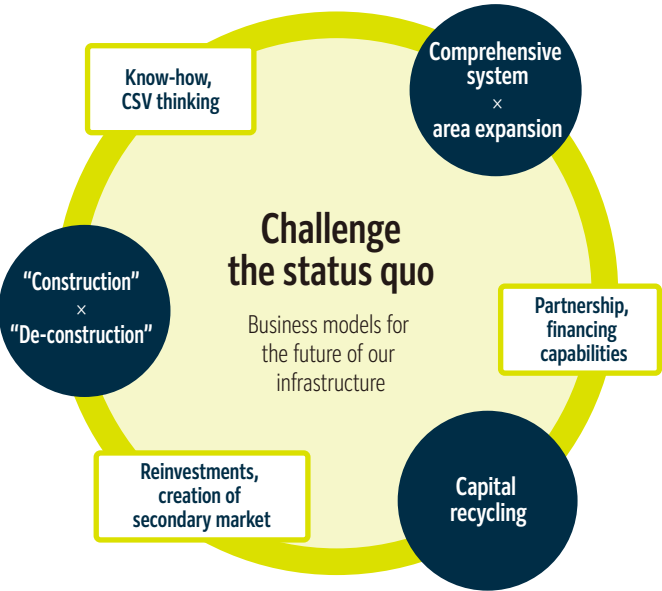 Comprehensive
system
×
area expansion
Know-how,
CSV thinking
Challenge
the status quo
Business models for
the future of our
infrastructure
“Construction”
×
“De-construction”
Partnership,
financing
capabilities
Reinvestments,
creation of
secondary market
Capital
recycling